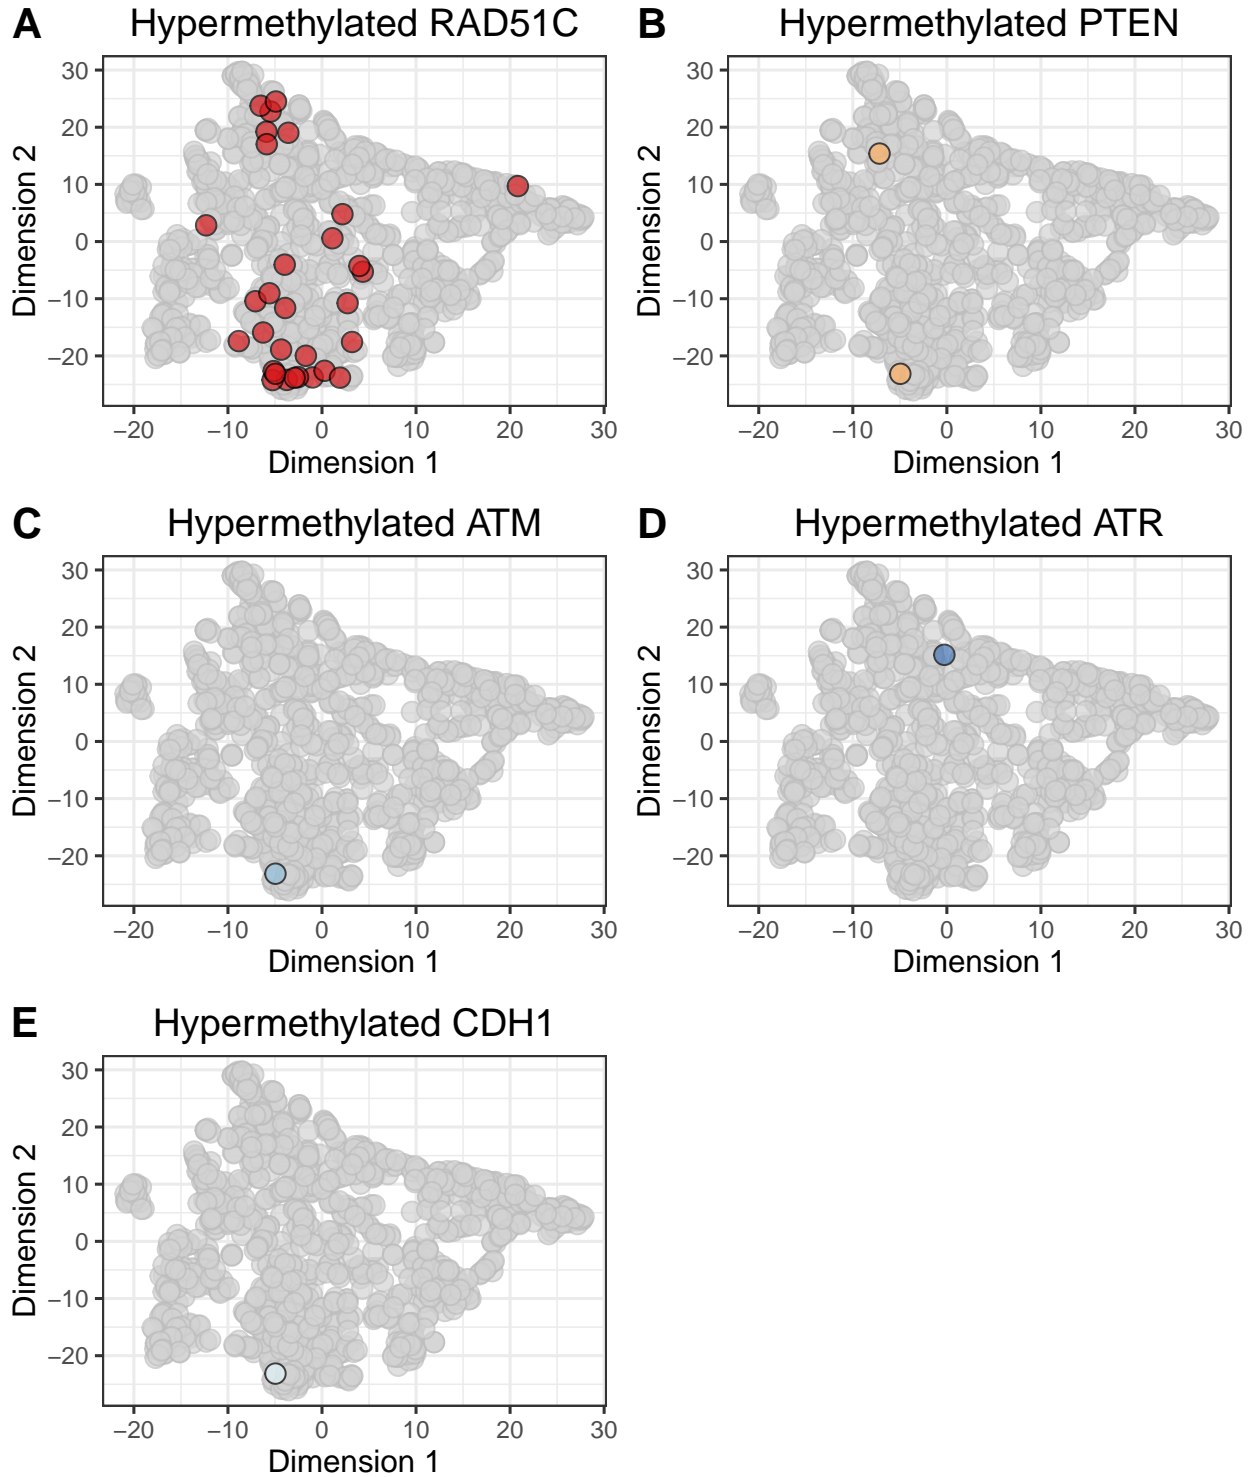 A Hypermethylated RAD51C
30
20
10
0
−10
−20
Dimension 2
−20 −10 0 10 20 30
Dimension 1
B Hypermethylated PTEN
30
20
10
0
−10
−20
Dimension 2
−20 −10 0 10 20 30
Dimension 1
C Hypermethylated ATM
30
20
10
0
−10
−20
Dimension 2
−20 −10 0 10 20 30
Dimension 1
D Hypermethylated ATR
30
20
10
0
−10
−20
Dimension 2
−20 −10 0 10 20 30
Dimension 1
E Hypermethylated CDH1
30
20
10
0
−10
−20
Dimension 2
−20 −10 0 10 20 30
Dimension 1